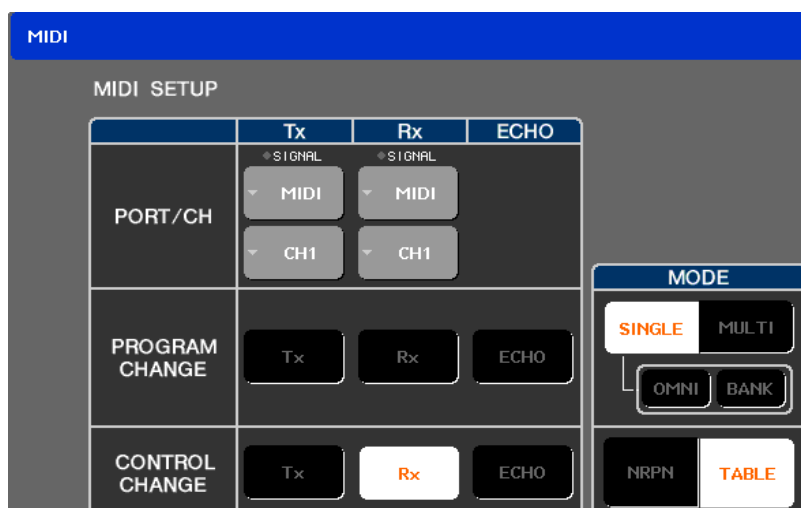 MIDI
MIDI SETUP
Tx Rx ECHO
SIGNAL SIGNAL
PORT/CH MIDI MIDI
CH1 CH1
MODE
PROGRAM CHANGE Tx Rx ECHO
SINGLE MULTI
OMNI BANK
CONTROL CHANGE Tx Rx ECHO
NRPN TABLE